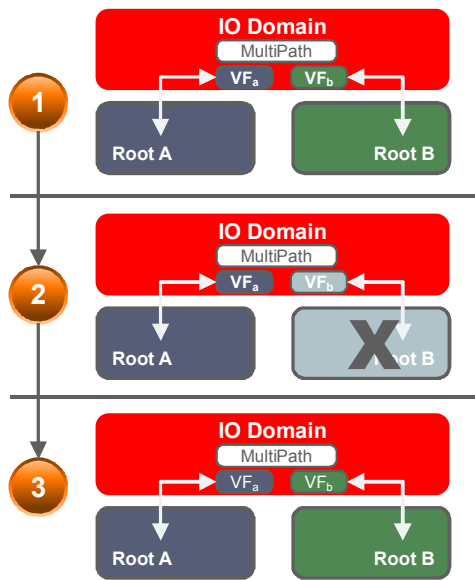 IO Domain
MultiPath
VFa VFb
1
Root A Root B
IO Domain
MultiPath
VFa VFb
2
Root A X Root B
IO Domain
MultiPath
VFa VFb
3
Root A Root B